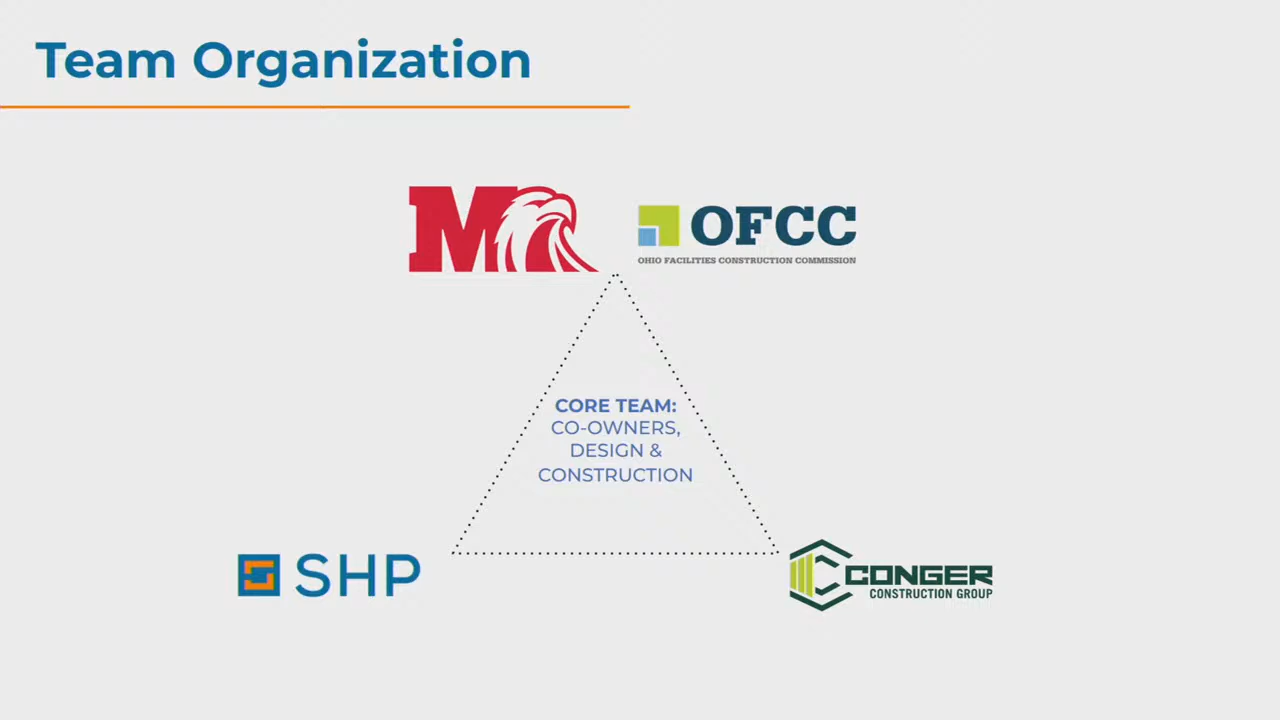 Team Organization
M
OFCC
OHIO FACILITIES CONSTRUCTION COMMISSION
CORE TEAM:
CO-OWNERS,
DESIGN &
CONSTRUCTION
SHP
CONGER
CONSTRUCTION GROUP